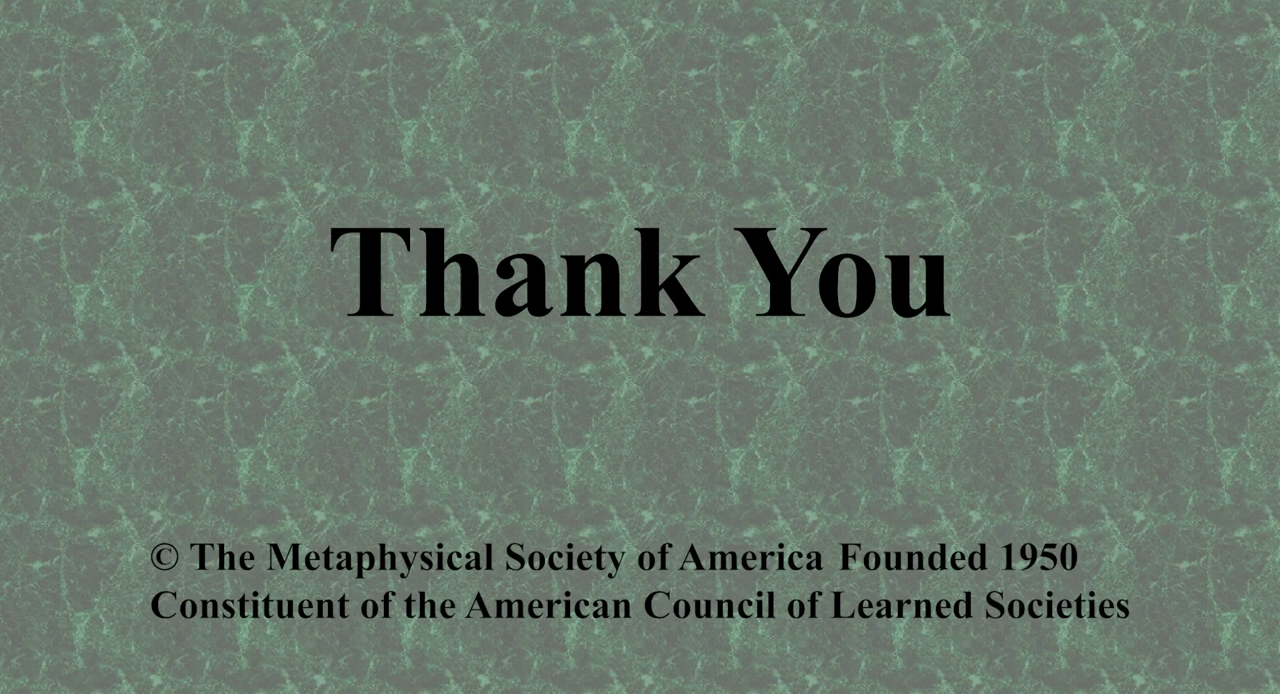 Thank You
© The Metaphysical Society of America Founded 1950
Constituent of the American Council of Learned Societies